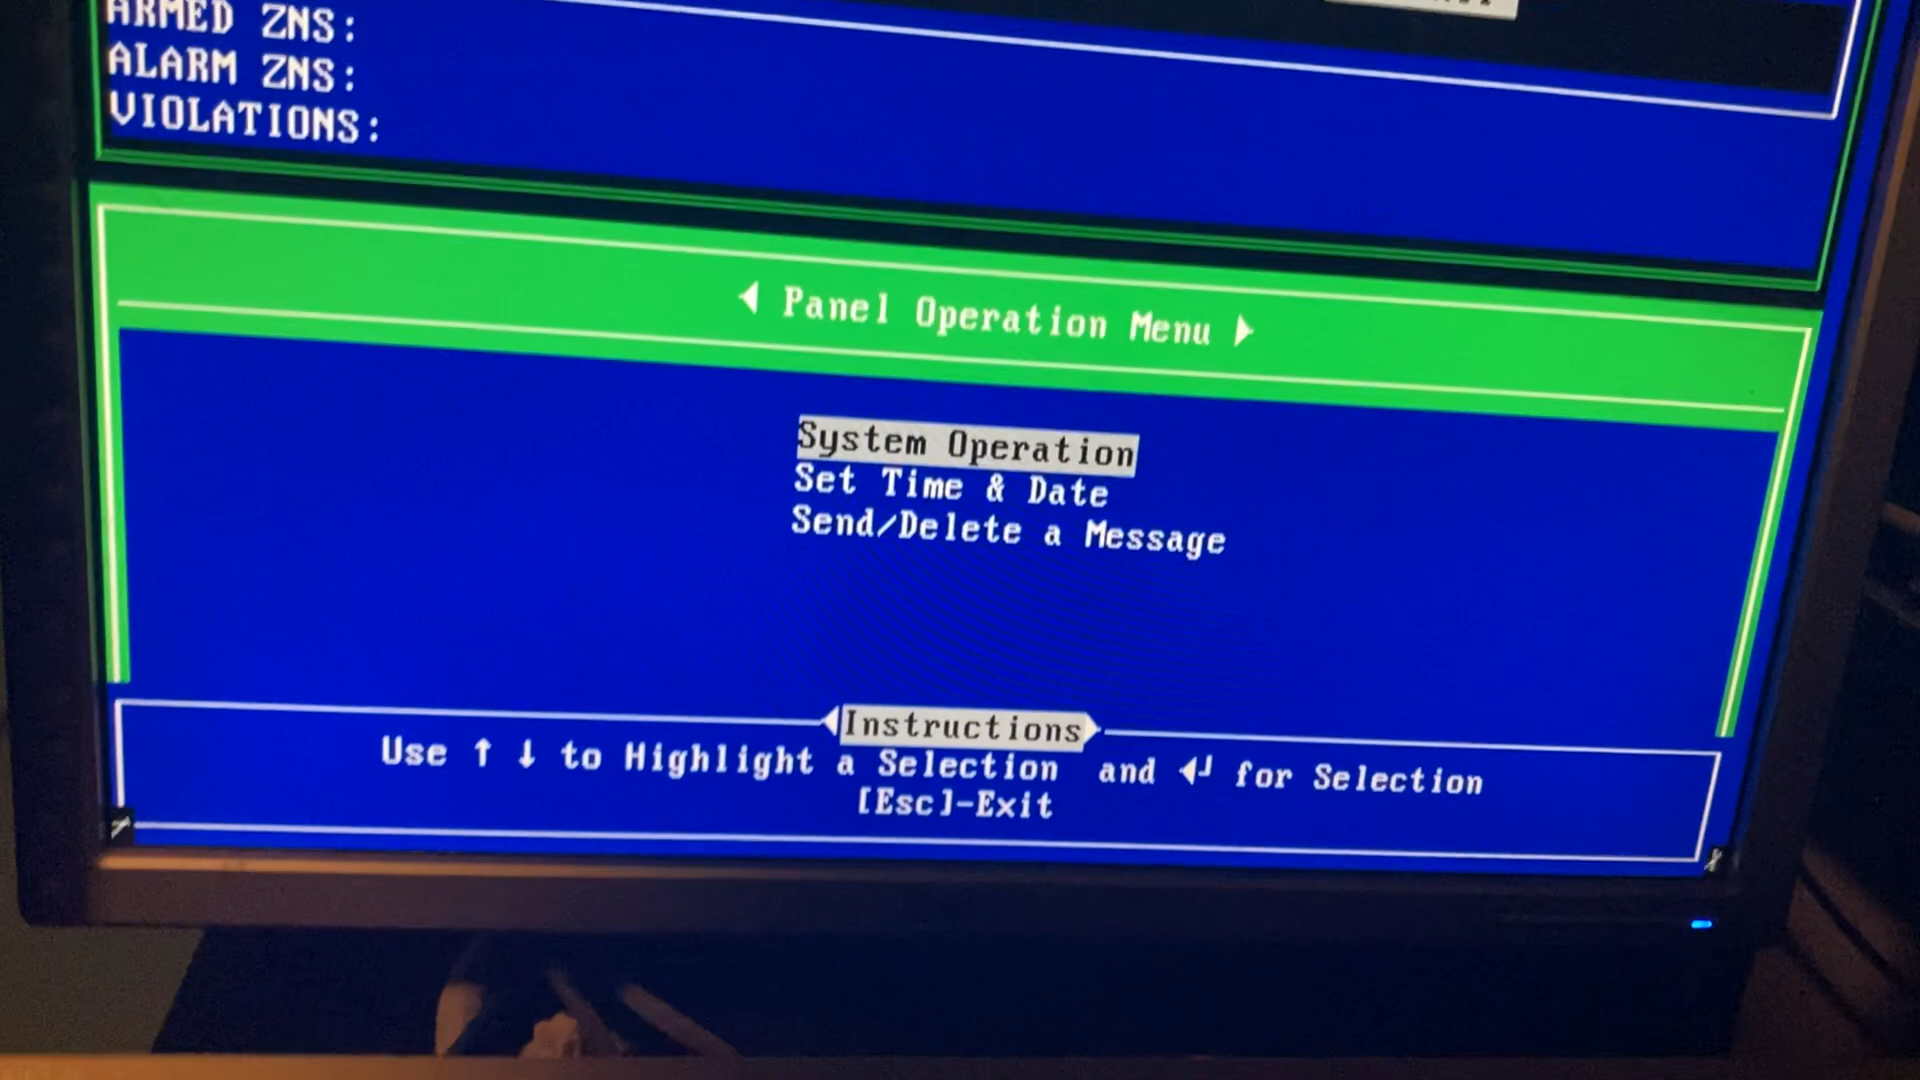 ARMED ZNS:
ALARM ZNS:
VIOLATIONS:
Panel Operation Menu
System Operation
Set Time & Date
Send/Delete a Message
Instructions
Use ↑ ↓ to Highlight a Selection and ↵ for Selection
[Esc]-Exit